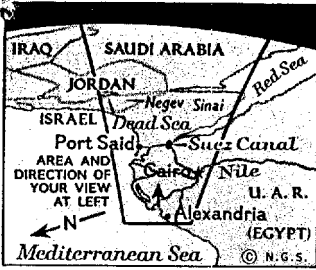 IRAQ
SAUDI ARABIA
JORDAN
Red Sea
Negev Sinai
ISRAEL
Dead Sea
Port Said
Suez Canal
AREA AND
DIRECTION OF
YOUR VIEW
AT LEFT
Cairo
Nile
U. A. R.
N
Alexandria
(EGYPT)
Mediterranean Sea
© N.G.S.